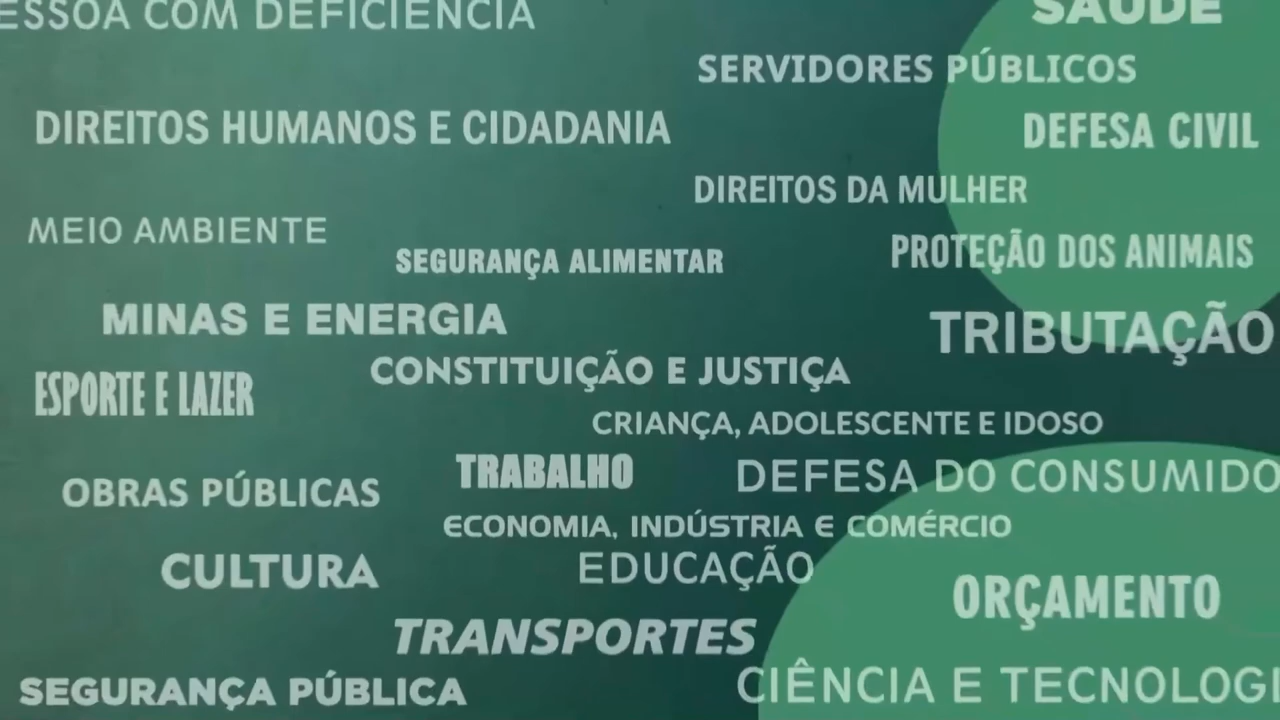 ESSOA COM DEFICIÊNCIA
SAÚDE
SERVIDORES PÚBLICOS
DIREITOS HUMANOS E CIDADANIA
DEFESA CIVIL
DIREITOS DA MULHER
MEIO AMBIENTE
SEGURANÇA ALIMENTAR
PROTEÇÃO DOS ANIMAIS
MINAS E ENERGIA
TRIBUTAÇÃO
CONSTITUIÇÃO E JUSTIÇA
ESPORTE E LAZER
CRIANÇA, ADOLESCENTE E IDOSO
TRABALHO
DEFESA DO CONSUMIDO
OBRAS PÚBLICAS
ECONOMIA, INDÚSTRIA E COMÉRCIO
CULTURA
EDUCAÇÃO
ORÇAMENTO
TRANSPORTES
CIÊNCIA E TECNOLOGI
SEGURANÇA PÚBLICA